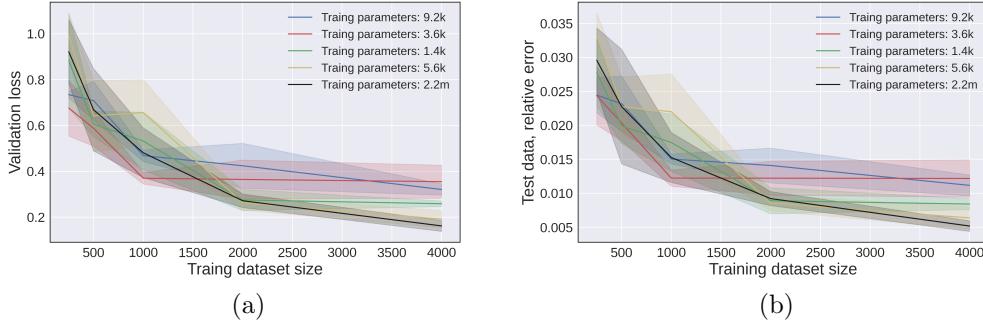 1.0
0.8
0.6
0.4
0.2
Validation loss
500 1000 1500 2000 2500 3000 3500 4000
Traing dataset size
Traing parameters: 9.2k
Traing parameters: 3.6k
Traing parameters: 1.4k
Traing parameters: 5.6k
Traing parameters: 2.2m
(a)
0.035
0.030
0.025
0.020
0.015
0.010
0.005
Test data, relative error
500 1000 1500 2000 2500 3000 3500 4000
Training dataset size
Traing parameters: 9.2k
Traing parameters: 3.6k
Traing parameters: 1.4k
Traing parameters: 5.6k
Traing parameters: 2.2m
(b)